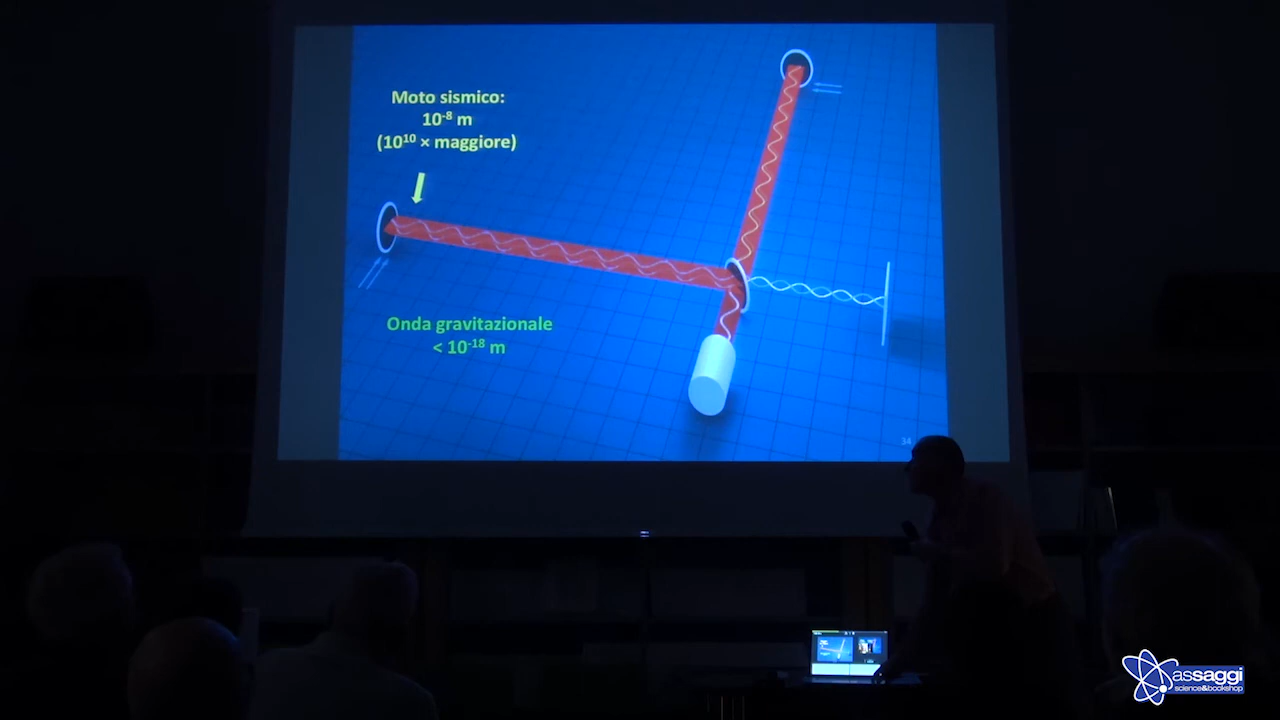 Moto sismico:
10⁻⁸ m
(10¹⁰ × maggiore)
Onda gravitazionale
< 10⁻¹⁸ m
34
assaggi
science&bookshop